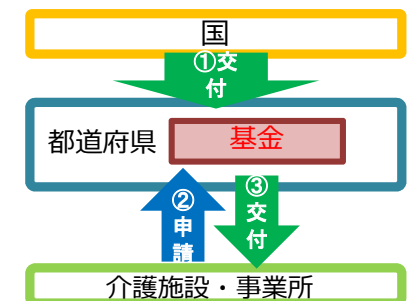 国
①交
付
都道府県
基金
②
申
請
③
交
付
介護施設・事業所